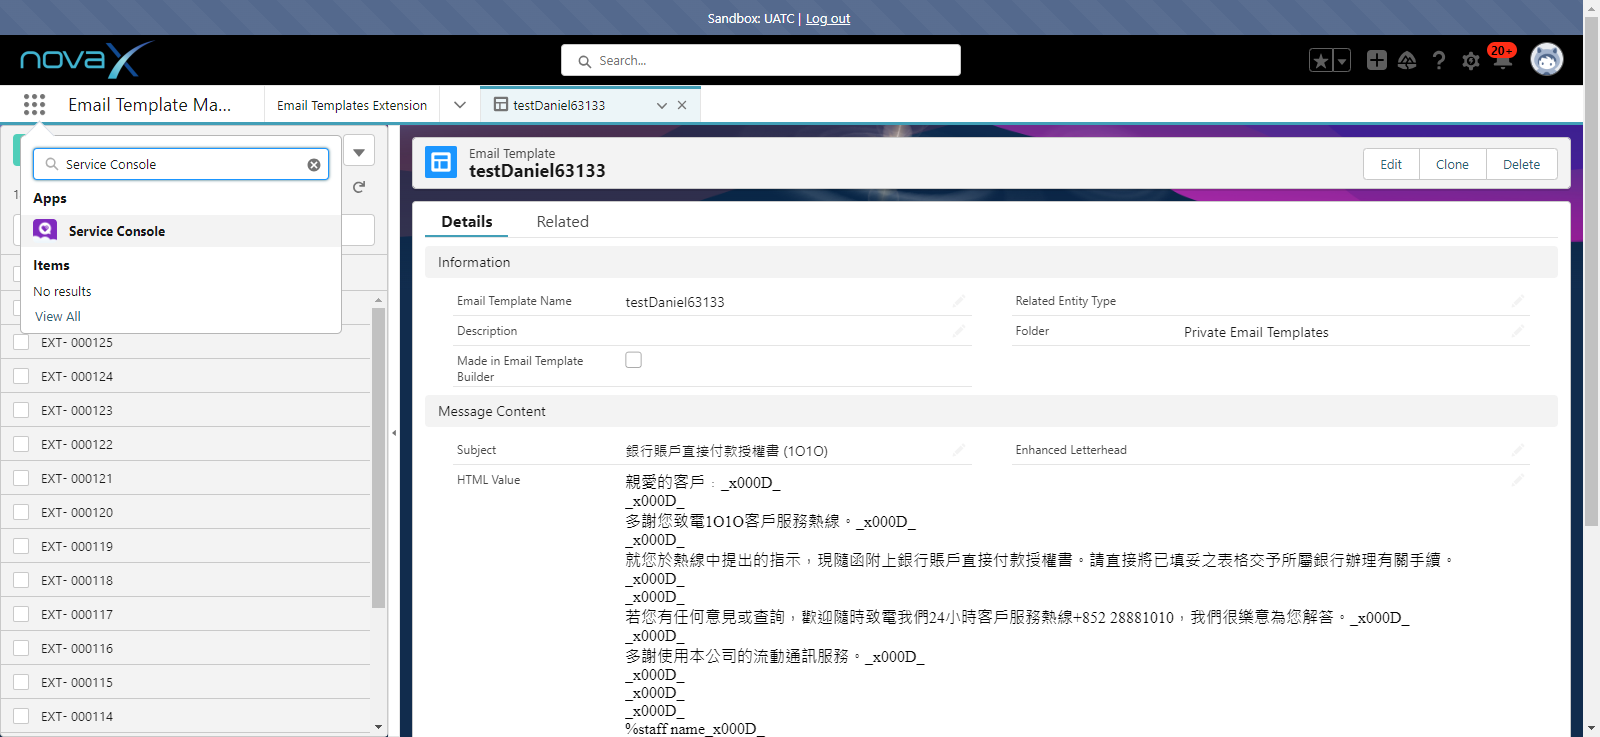 Sandbox: UATC | Log out
novaX
Search...
20+
Email Template Ma...
Email Templates Extension
testDaniel63133
Service Console
Apps
Service Console
Items
No results
View All
EXT- 000125
EXT- 000124
EXT- 000123
EXT- 000122
EXT- 000121
EXT- 000120
EXT- 000119
EXT- 000118
EXT- 000117
EXT- 000116
EXT- 000115
EXT- 000114
Email Template
testDaniel63133
Edit
Clone
Delete
Details
Related
Information
Email Template Name
testDaniel63133
Related Entity Type
Description
Folder
Private Email Templates
Made in Email Template
Builder
Message Content
Subject
銀行賬戶直接付款授權書 (1O1O)
Enhanced Letterhead
HTML Value
親愛的客戶﹕_x000D_
_x000D_
多謝您致電1O1O客戶服務熱線。_x000D_
_x000D_
就您於熱線中提出的指示，現隨函附上銀行賬戶直接付款授權書。請直接將已填妥之表格交予所屬銀行辦理有關手續。
_x000D_
_x000D_
若您有任何意見或查詢，歡迎隨時致電我們24小時客戶服務熱線+852 28881010，我們很樂意為您解答。_x000D_
_x000D_
多謝使用本公司的流動通訊服務。_x000D_
_x000D_
_x000D_
_x000D_
%staff name_x000D_